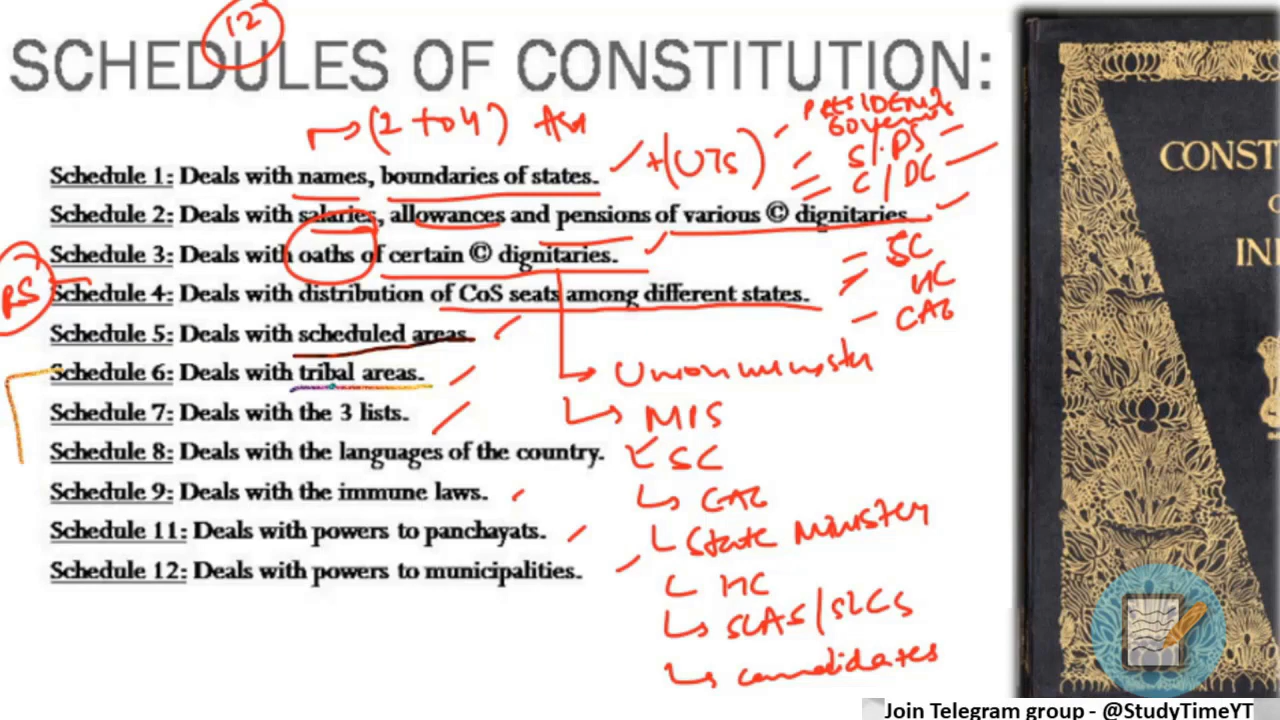 12
SCHEDULES OF CONSTITUTION:
(2 to 4)
+(UTS)
PRESIDENT
Governors
S/DS
C/DC
Schedule 1: Deals with names, boundaries of states.
Schedule 2: Deals with salaries, allowances and pensions of various © dignitaries.
Schedule 3: Deals with oaths of certain © dignitaries.
SC
HC
CAG
RS
Schedule 4: Deals with distribution of CoS seats among different states.
Schedule 5: Deals with scheduled areas.
Schedule 6: Deals with tribal areas.
Schedule 7: Deals with the 3 lists.
Schedule 8: Deals with the languages of the country.
Schedule 9: Deals with the immune laws.
Schedule 11: Deals with powers to panchayats.
Schedule 12: Deals with powers to municipalities.
Union minister
SC
CAG
State Minister
HC
SLAS/SLCS
candidates
CONST
INI
Join Telegram group - @StudyTimeYT